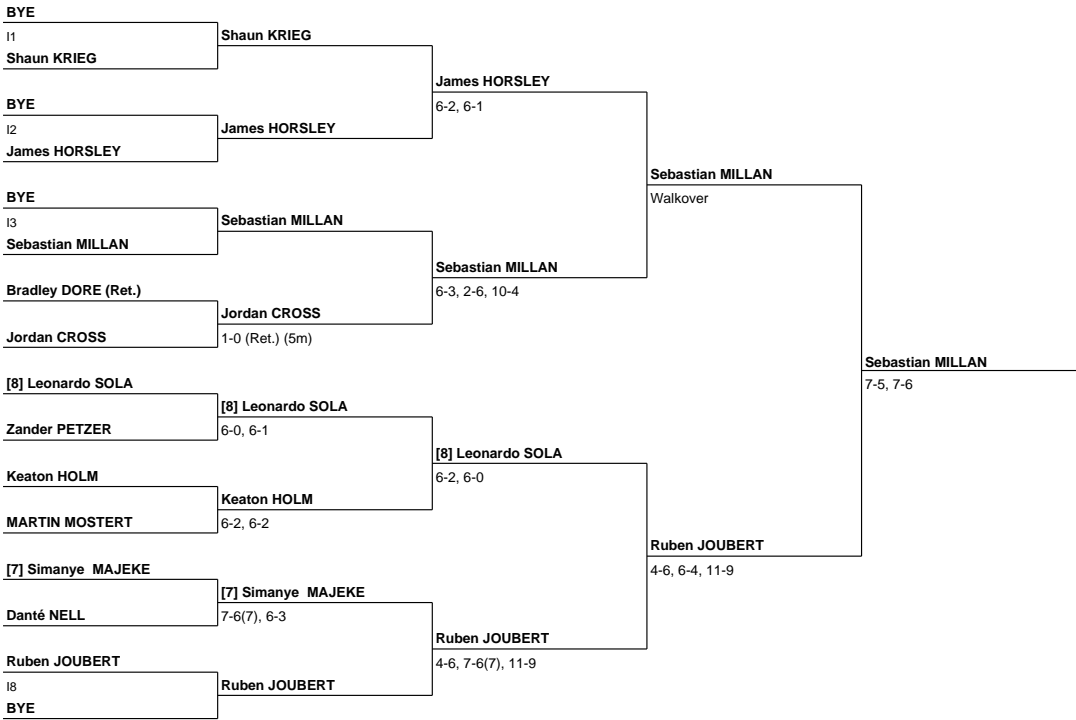 BYE
I1
Shaun KRIEG
BYE
I2
James HORSLEY
BYE
I3
Sebastian MILLAN
Bradley DORE (Ret.)
Jordan CROSS
[8] Leonardo SOLA
Zander PETZER
Keaton HOLM
MARTIN MOSTERT
[7] Simanye  MAJEKE
Danté NELL
Ruben JOUBERT
I8
BYE
Shaun KRIEG
James HORSLEY
Sebastian MILLAN
Jordan CROSS
1-0 (Ret.) (5m)
[8] Leonardo SOLA
6-0, 6-1
Keaton HOLM
6-2, 6-2
[7] Simanye  MAJEKE
7-6(7), 6-3
Ruben JOUBERT
James HORSLEY
6-2, 6-1
Sebastian MILLAN
6-3, 2-6, 10-4
[8] Leonardo SOLA
6-2, 6-0
Ruben JOUBERT
4-6, 7-6(7), 11-9
Sebastian MILLAN
Walkover
Ruben JOUBERT
4-6, 6-4, 11-9
Sebastian MILLAN
7-5, 7-6